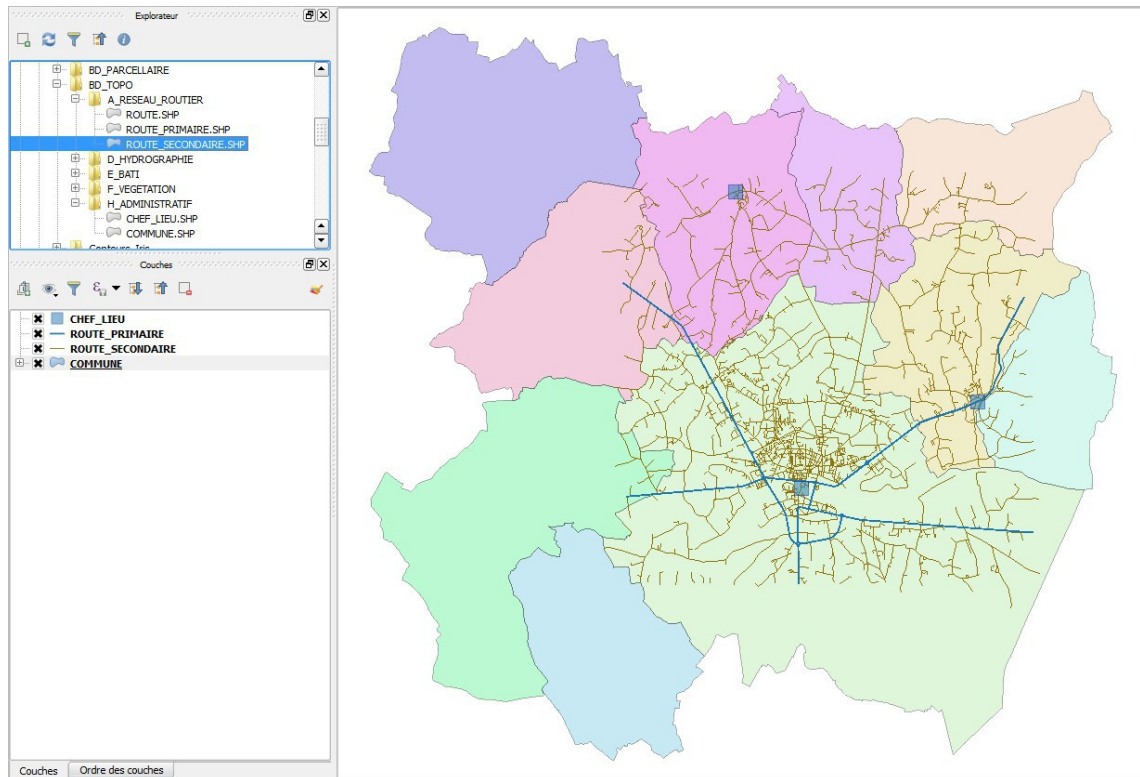 Explorateur
BD_PARCELLAIRE
BD_TOPO
A_RESEAU_ROUTIER
ROUTE.SHP
ROUTE_PRIMAIRE.SHP
ROUTE_SECONDAIRE.SHP
D_HYDROGRAPHIE
E_BATI
F_VEGETATION
H_ADMINISTRATIF
CHEF_LIEU.SHP
COMMUNE.SHP
Contours_Iris
Couches
CHEF_LIEU
ROUTE_PRIMAIRE
ROUTE_SECONDAIRE
COMMUNE
Couches Ordre des couches